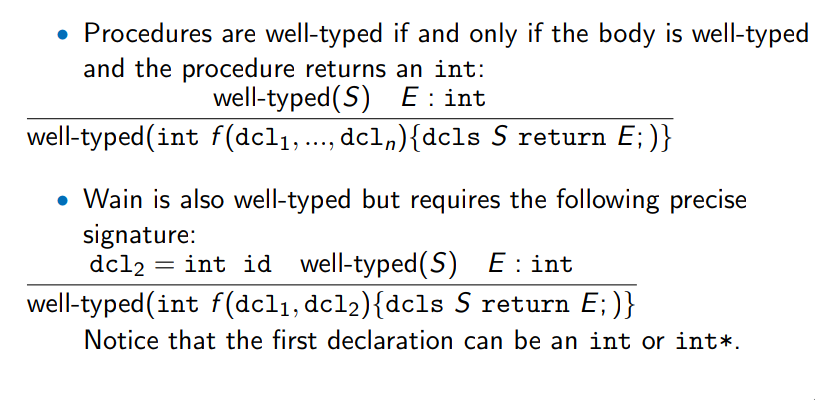 • Procedures are well-typed if and only if the body is well-typed
and the procedure returns an int:
well-typed(S) E : int
well-typed(int f(dcl₁, ..., dclₙ){dcls S return E; )}
• Wain is also well-typed but requires the following precise
signature:
dcl₂ = int id well-typed(S) E : int
well-typed(int f(dcl₁, dcl₂){dcls S return E; )}
Notice that the first declaration can be an int or int*.